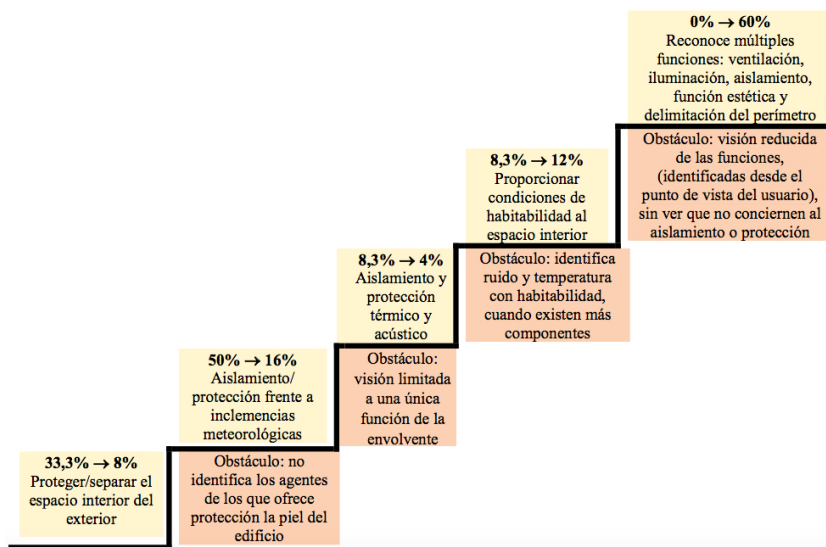 0% → 60%
Reconoce múltiples
funciones: ventilación,
iluminación, aislamiento,
función estética y
delimitación del perímetro
Obstáculo: visión reducida
de las funciones,
(identificadas desde el
punto de vista del usuario),
sin ver que no conciernen al
aislamiento o protección
8,3% → 12%
Proporcionar
condiciones de
habitabilidad al
espacio interior
Obstáculo: identifica
ruido y temperatura
con habitabilidad,
cuando existen más
componentes
8,3% → 4%
Aislamiento y
protección
térmico y
acústico
Obstáculo:
visión limitada
a una única
función de la
envolvente
50% → 16%
Aislamiento/
protección frente a
inclemencias
meteorológicas
Obstáculo: no
identifica los agentes
de los que ofrece
protección la piel del
edificio
33,3% → 8%
Proteger/separar el
espacio interior del
exterior